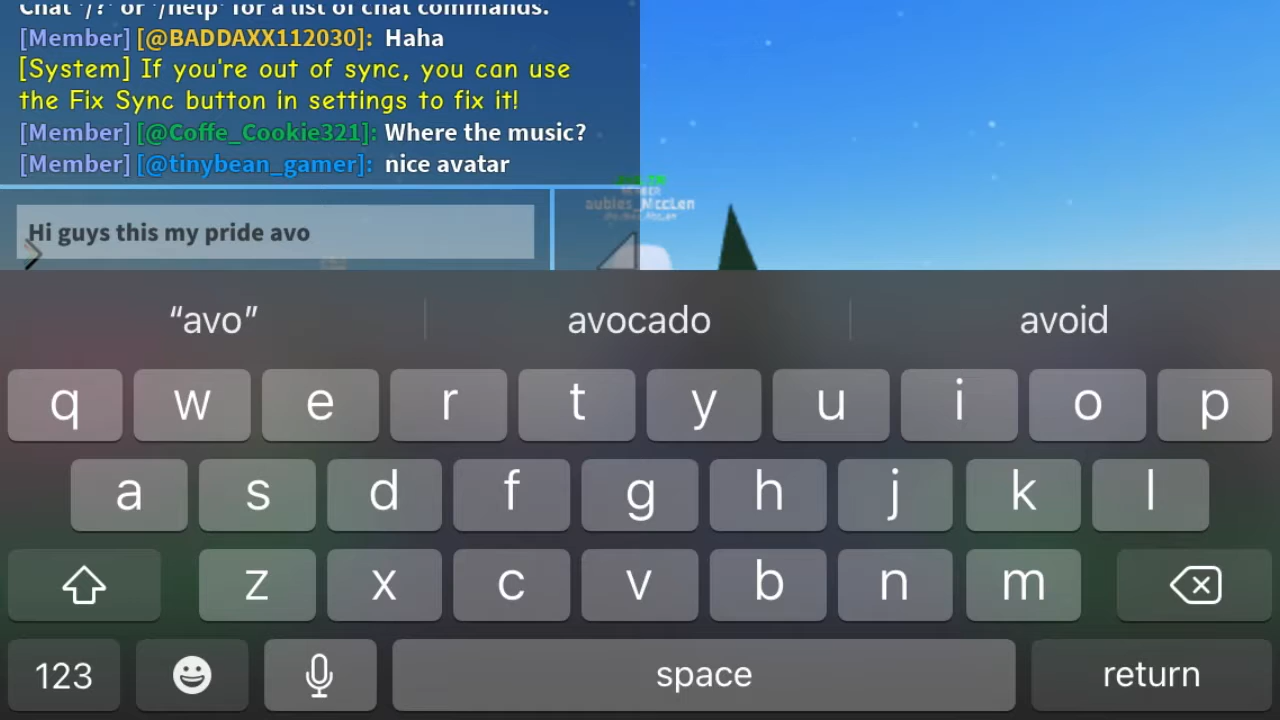 Chat '/?' or '/help' for a list of chat commands.
[Member] [@BADDAXX112030]: Haha
[System] If you're out of sync, you can use
the Fix Sync button in settings to fix it!
[Member] [@Coffe_Cookie321]: Where the music?
[Member] [@tinybean_gamer]: nice avatar
MEMBER
aubies_MccLen
Hi guys this my pride avo
“avo” avocado avoid
q w e r t y u i o p
a s d f g h j k l
z x c v b n m
123 space return